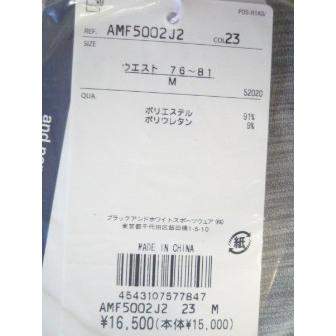 PDS-R1AS/
REF. AMF5002J2 COL 23
SIZE
ウエスト 76~81
M
52020
QUA.
ポリエステル 91%
ポリウレタン 9%
ブラックアンドホワイトスポーツウェア㈱
東京都千代田区飯田橋1-5-10
紙
MADE IN CHINA
4543107577847
AMF5002J2 23 M
¥16,500(本体¥15,000)
and